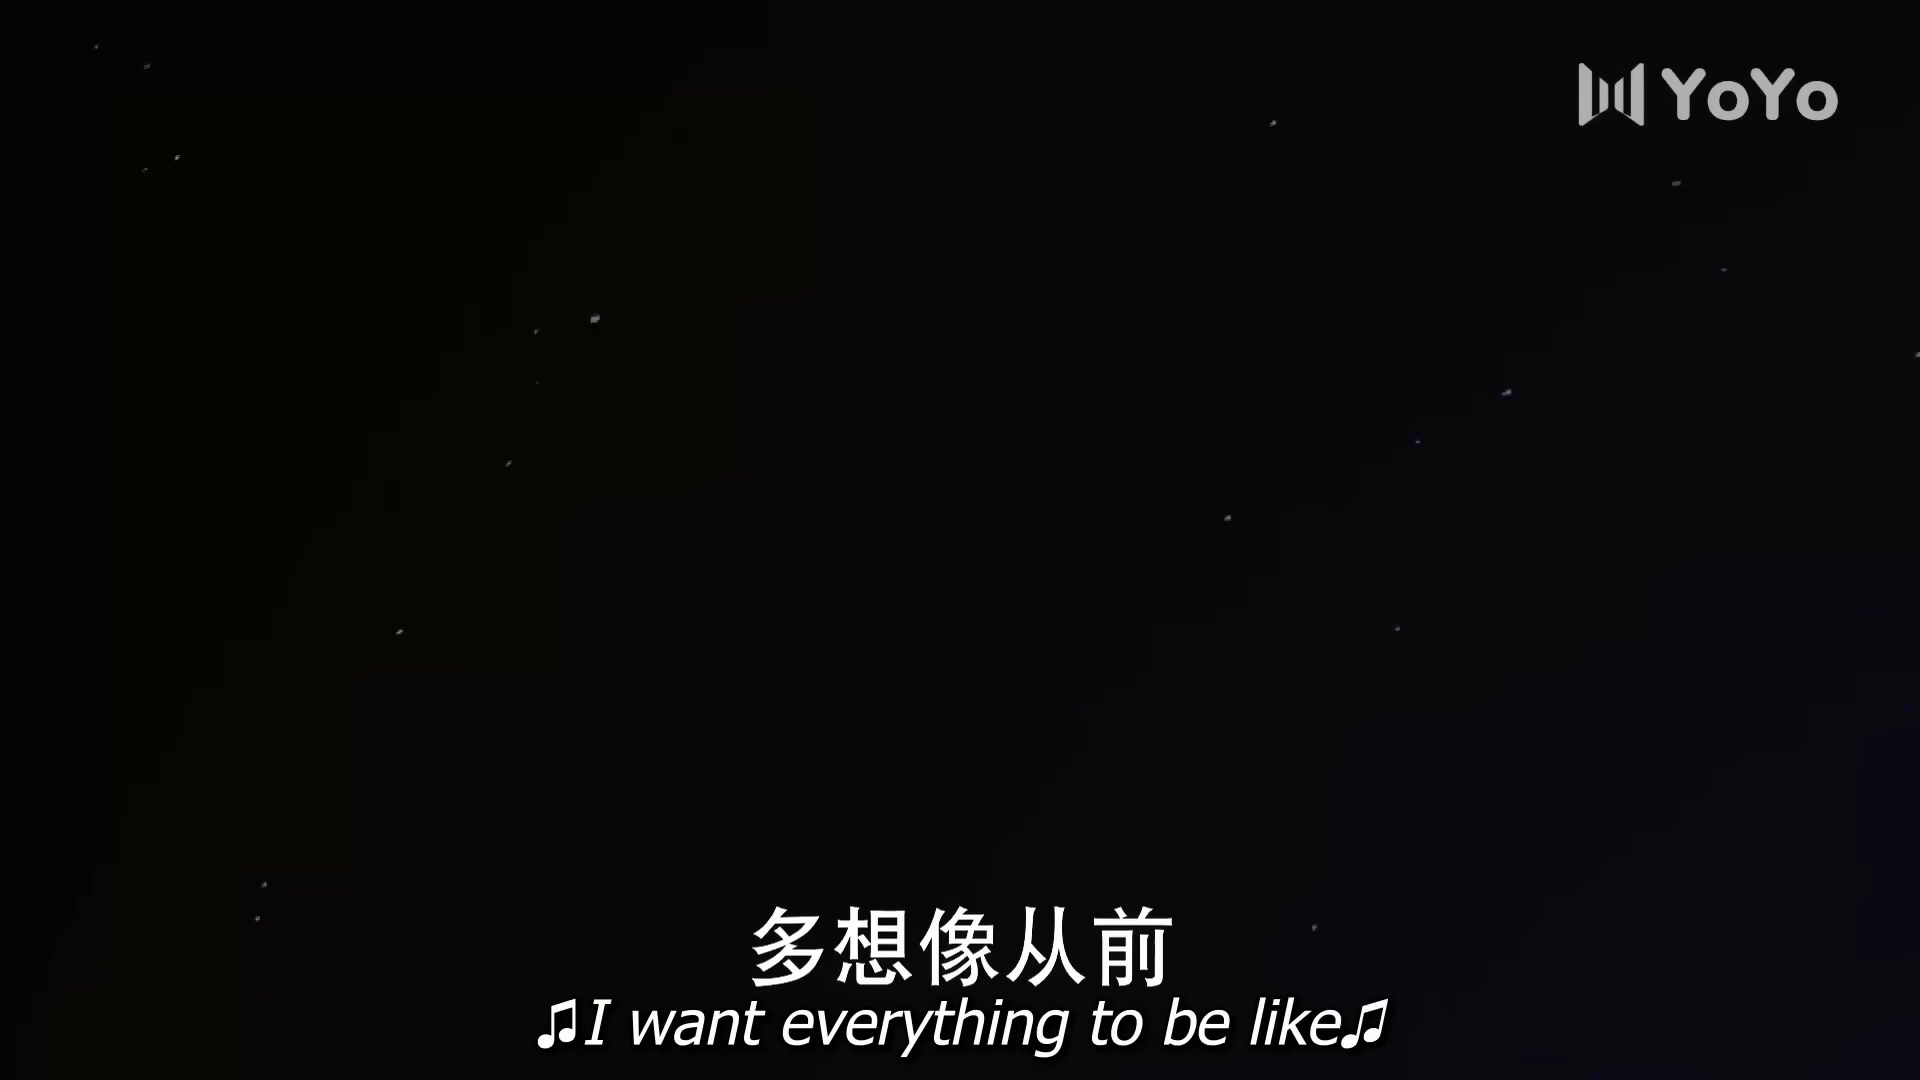 YoYo
多想像从前
♫I want everything to be like♫